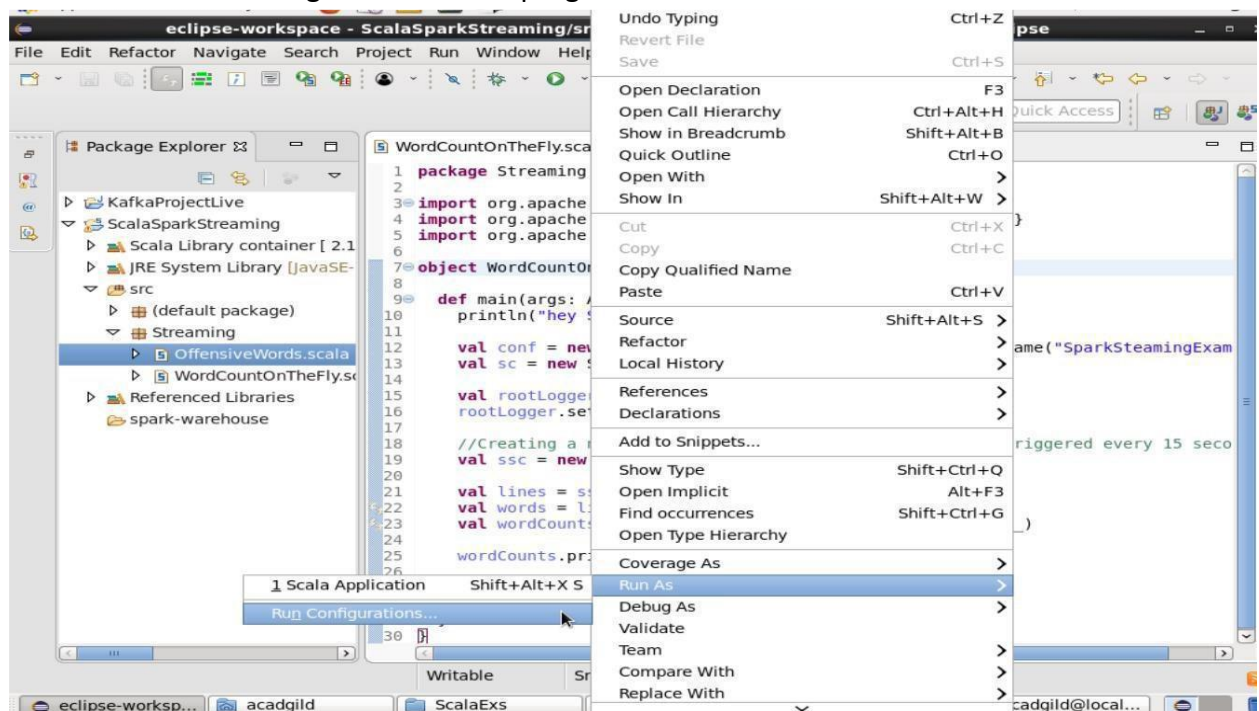 eclipse-workspace - ScalaSparkStreaming/sr
pse
File Edit Refactor Navigate Search Project Run Window Help
Quick Access
Package Explorer
KafkaProjectLive
ScalaSparkStreaming
Scala Library container [ 2.1
JRE System Library [JavaSE-
src
(default package)
Streaming
OffensiveWords.scala
WordCountOnTheFly.sc
Referenced Libraries
spark-warehouse
WordCountOnTheFly.sca
1 package Streaming
2
3 import org.apache
4 import org.apache }
5 import org.apache
6
7 object WordCountOn
8
9 def main(args: A
10 println("hey S
11
12 val conf = new ame("SparkSteamingExam
13 val sc = new S
14
15 val rootLogger
16 rootLogger.set
17
18 //Creating a n riggered every 15 seco
19 val ssc = new
20
21 val lines = ss
22 val words = li
23 val wordCounts _)
24
25 wordCounts.pri
26
30 }
Undo Typing Ctrl+Z
Revert File
Save Ctrl+S
Open Declaration F3
Open Call Hierarchy Ctrl+Alt+H
Show in Breadcrumb Shift+Alt+B
Quick Outline Ctrl+O
Open With
Show In Shift+Alt+W
Cut Ctrl+X
Copy Ctrl+C
Copy Qualified Name
Paste Ctrl+V
Source Shift+Alt+S
Refactor
Local History
References
Declarations
Add to Snippets...
Show Type Shift+Ctrl+Q
Open Implicit Alt+F3
Find occurrences Shift+Ctrl+G
Open Type Hierarchy
Coverage As
Run As
Debug As
Validate
Team
Compare With
Replace With
1 Scala Application Shift+Alt+X S
Run Configurations...
Writable
eclipse-worksp... acadgild ScalaExs cadgild@local...